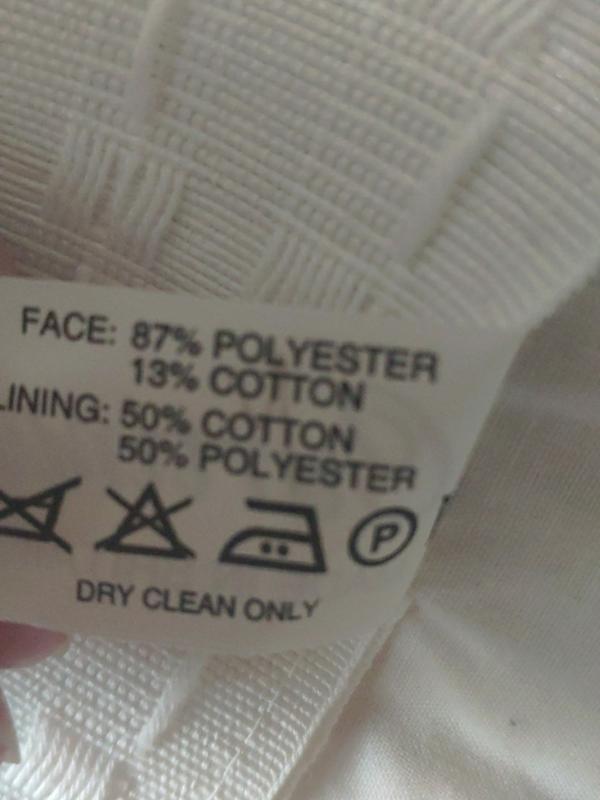 FACE: 87% POLYESTER
13% COTTON
LINING: 50% COTTON
50% POLYESTER
P
DRY CLEAN ONLY